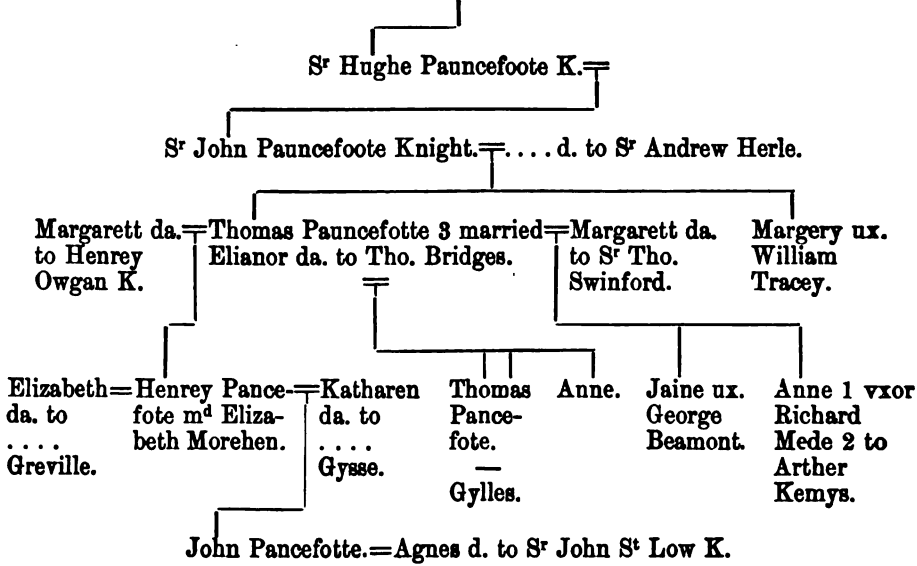 Sʳ Hughe Pauncefoote K.=
Sʳ John Pauncefoote Knight.=....d. to Sʳ Andrew Herle.
Margarett da.=Thomas Pauncefotte 3 married=Margarett da. Margery ux.
to Henrey Elianor da. to Tho. Bridges. to Sʳ Tho. William
Owgan K. = Swinford. Tracey.
Elizabeth=Henrey Pance-=Katharen Thomas Anne. Jaine ux. Anne 1 vxor
da. to fote mᵈ Eliza- da. to Pance- George Richard
.... beth Morehen. .... fote. Beamont. Mede 2 to
Greville. Gysse. — Arther
Gylles. Kemys.
John Pancefotte.=Agnes d. to Sʳ John Sᵗ Low K.